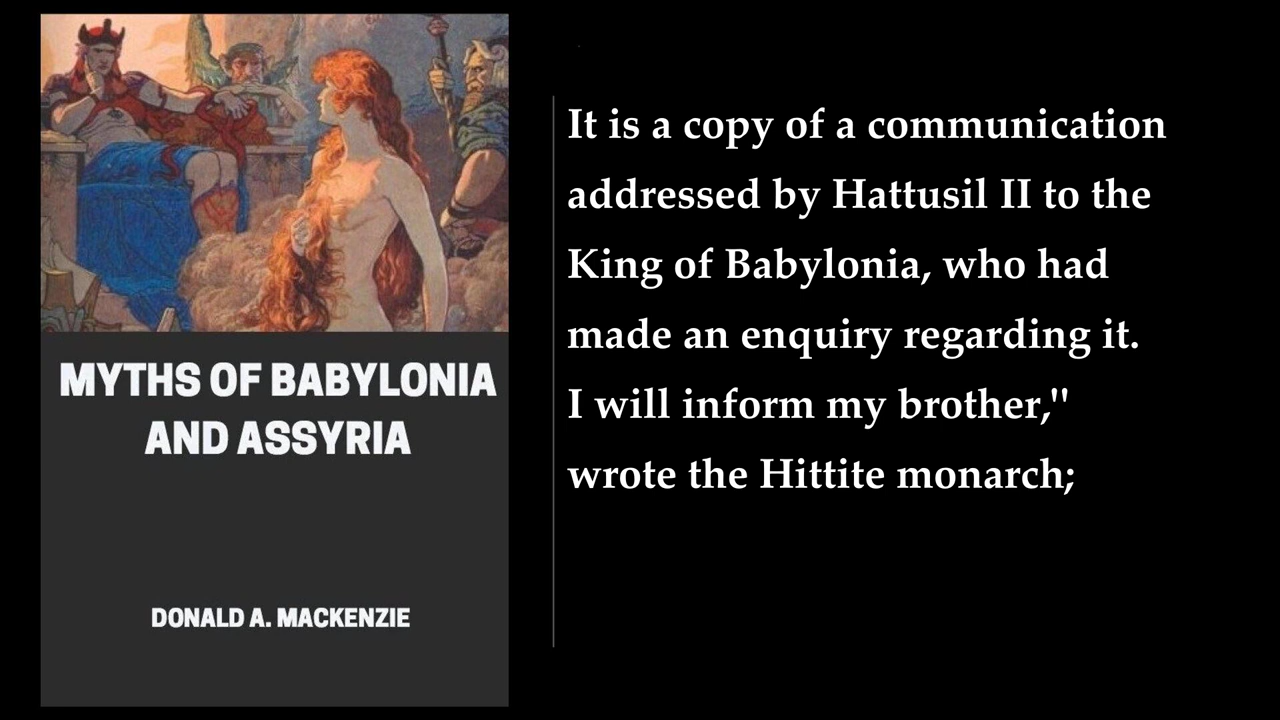 MYTHS OF BABYLONIA
AND ASSYRIA
DONALD A. MACKENZIE
It is a copy of a communication
addressed by Hattusil II to the
King of Babylonia, who had
made an enquiry regarding it.
I will inform my brother,"
wrote the Hittite monarch;